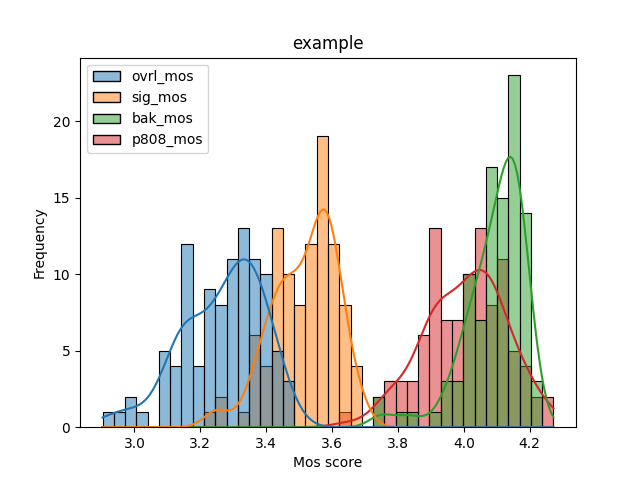 example
ovrl_mos
sig_mos
bak_mos
p808_mos
Frequency
20
15
10
5
0
3.0 3.2 3.4 3.6 3.8 4.0 4.2
Mos score